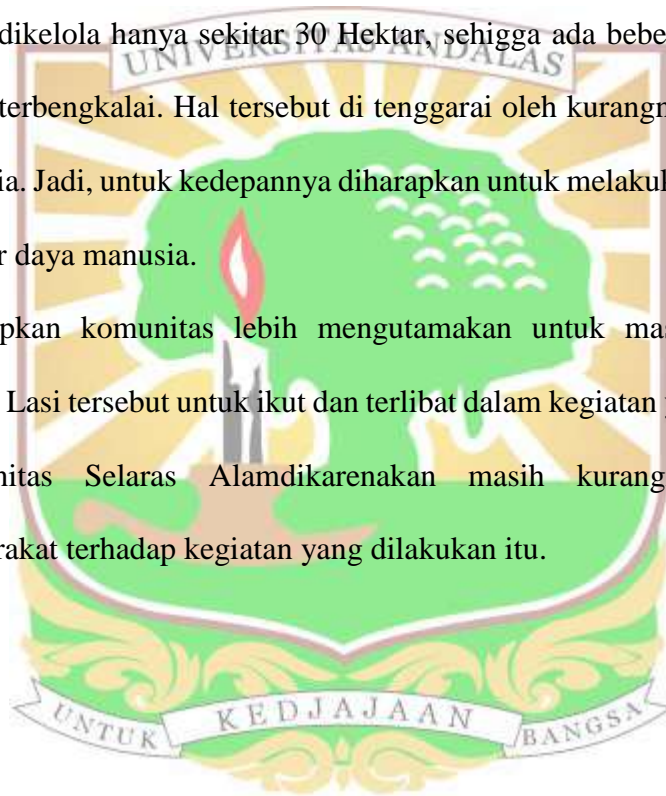 dikelola hanya sekitar 30 Hektar, sehigga ada bebe
UNIVERSITAS ANDALAS
terbengkalai. Hal tersebut di tenggarai oleh kurangn
ia. Jadi, untuk kedepannya diharapkan untuk melakuk
r daya manusia.
pkan komunitas lebih mengutamakan untuk mas
Lasi tersebut untuk ikut dan terlibat dalam kegiatan y
nitas Selaras Alamdikarenakan masih kurang
rakat terhadap kegiatan yang dilakukan itu.
UNTUK KEDJAJAAN BANGSA